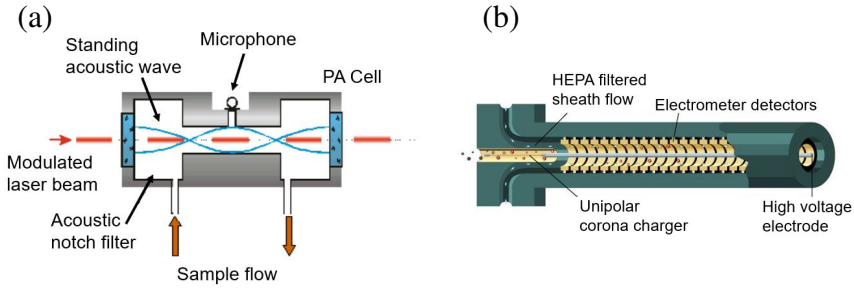 (a)
Standing
acoustic wave
Microphone
PA Cell
Modulated
laser beam
Acoustic
notch filter
Sample flow
(b)
HEPA filtered
sheath flow
Electrometer detectors
Unipolar
corona charger
High voltage
electrode